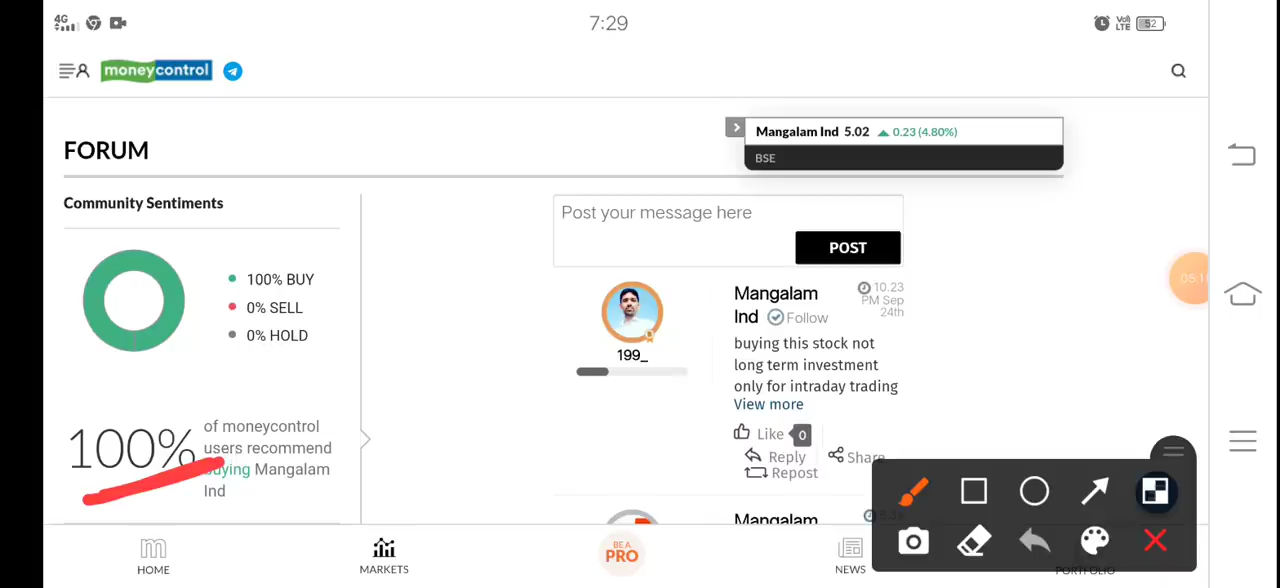 4G
7:29
VoI)
LTE
52
moneycontrol
Mangalam Ind 5.02 0.23 (4.80%)
BSE
FORUM
Community Sentiments
100% BUY
0% SELL
0% HOLD
100%
of moneycontrol
users recommend
buying Mangalam
Ind
Post your message here
POST
199_
Mangalam
Ind Follow
10.23
PM Sep
24th
buying this stock not
long term investment
only for intraday trading
View more
Like 0
Reply Share
Repost
Mangalam
HOME
MARKETS
BE A
PRO
NEWS
PORTFOLIO